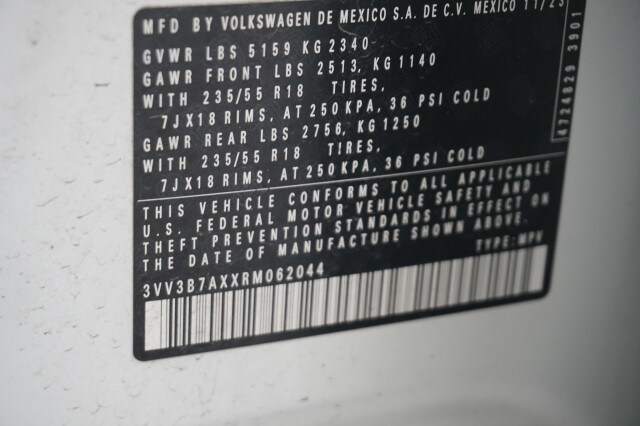 MFD BY VOLKSWAGEN DE MEXICO S.A. DE C.V. MEXICO 11/23
GVWR LBS 5159 KG 2340
GAWR FRONT LBS 2513, KG 1140
WITH 235/55 R18 TIRES,
7JX18 RIMS, AT 250 KPA, 36 PSI COLD
GAWR REAR LBS 2756, KG 1250
WITH 235/55 R18 TIRES,
7JX18 RIMS, AT 250 KPA, 36 PSI COLD
4724829 3901
THIS VEHICLE CONFORMS TO ALL APPLICABLE
U.S. FEDERAL MOTOR VEHICLE SAFETY AND
THEFT PREVENTION STANDARDS IN EFFECT ON
THE DATE OF MANUFACTURE SHOWN ABOVE.
3VV3B7AXXRM062044 TYPE: MPV